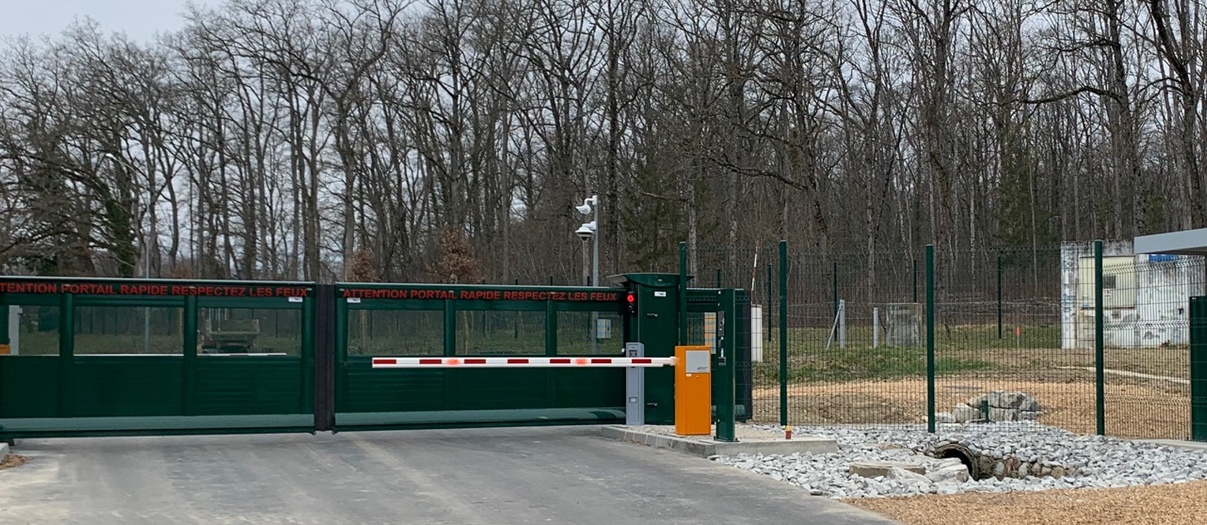 ATTENTION PORTAIL RAPIDE RESPECTEZ LES FEUX
ATTENTION PORTAIL RAPIDE RESPECTEZ LES FEUX